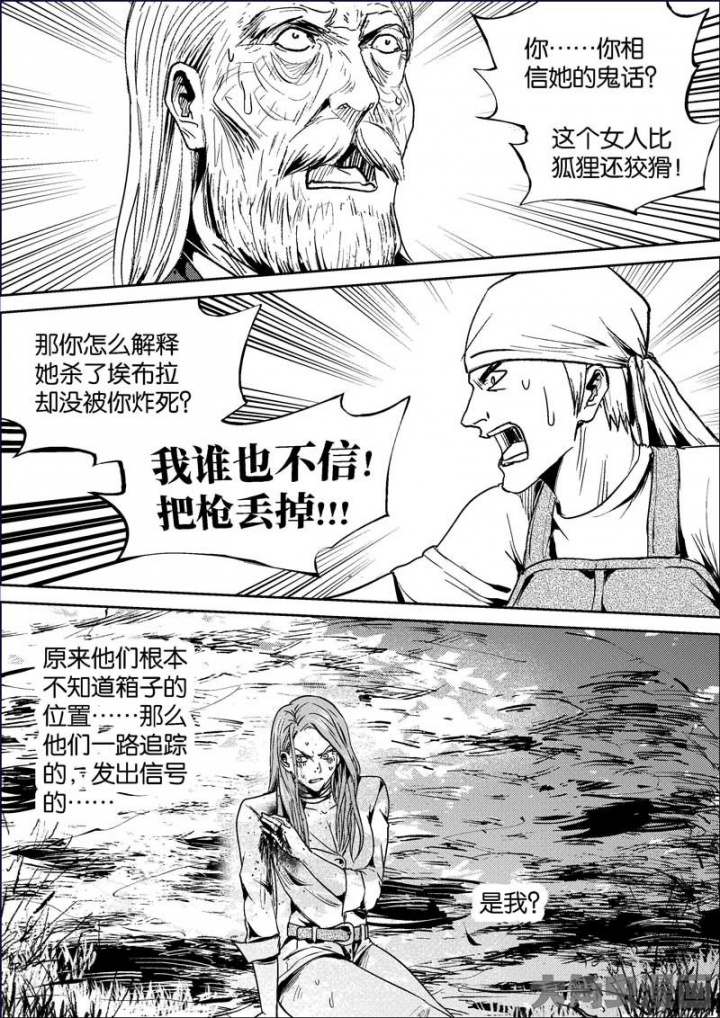 你……你相
信她的鬼话？
这个女人比
狐狸还狡猾！
那你怎么解释
她杀了埃布拉
却没被你炸死？
我谁也不信！
把枪丢掉!!!
原来他们根本
不知道箱子的
位置……那么
他们一路追踪
的，发出信号
的……
是我？